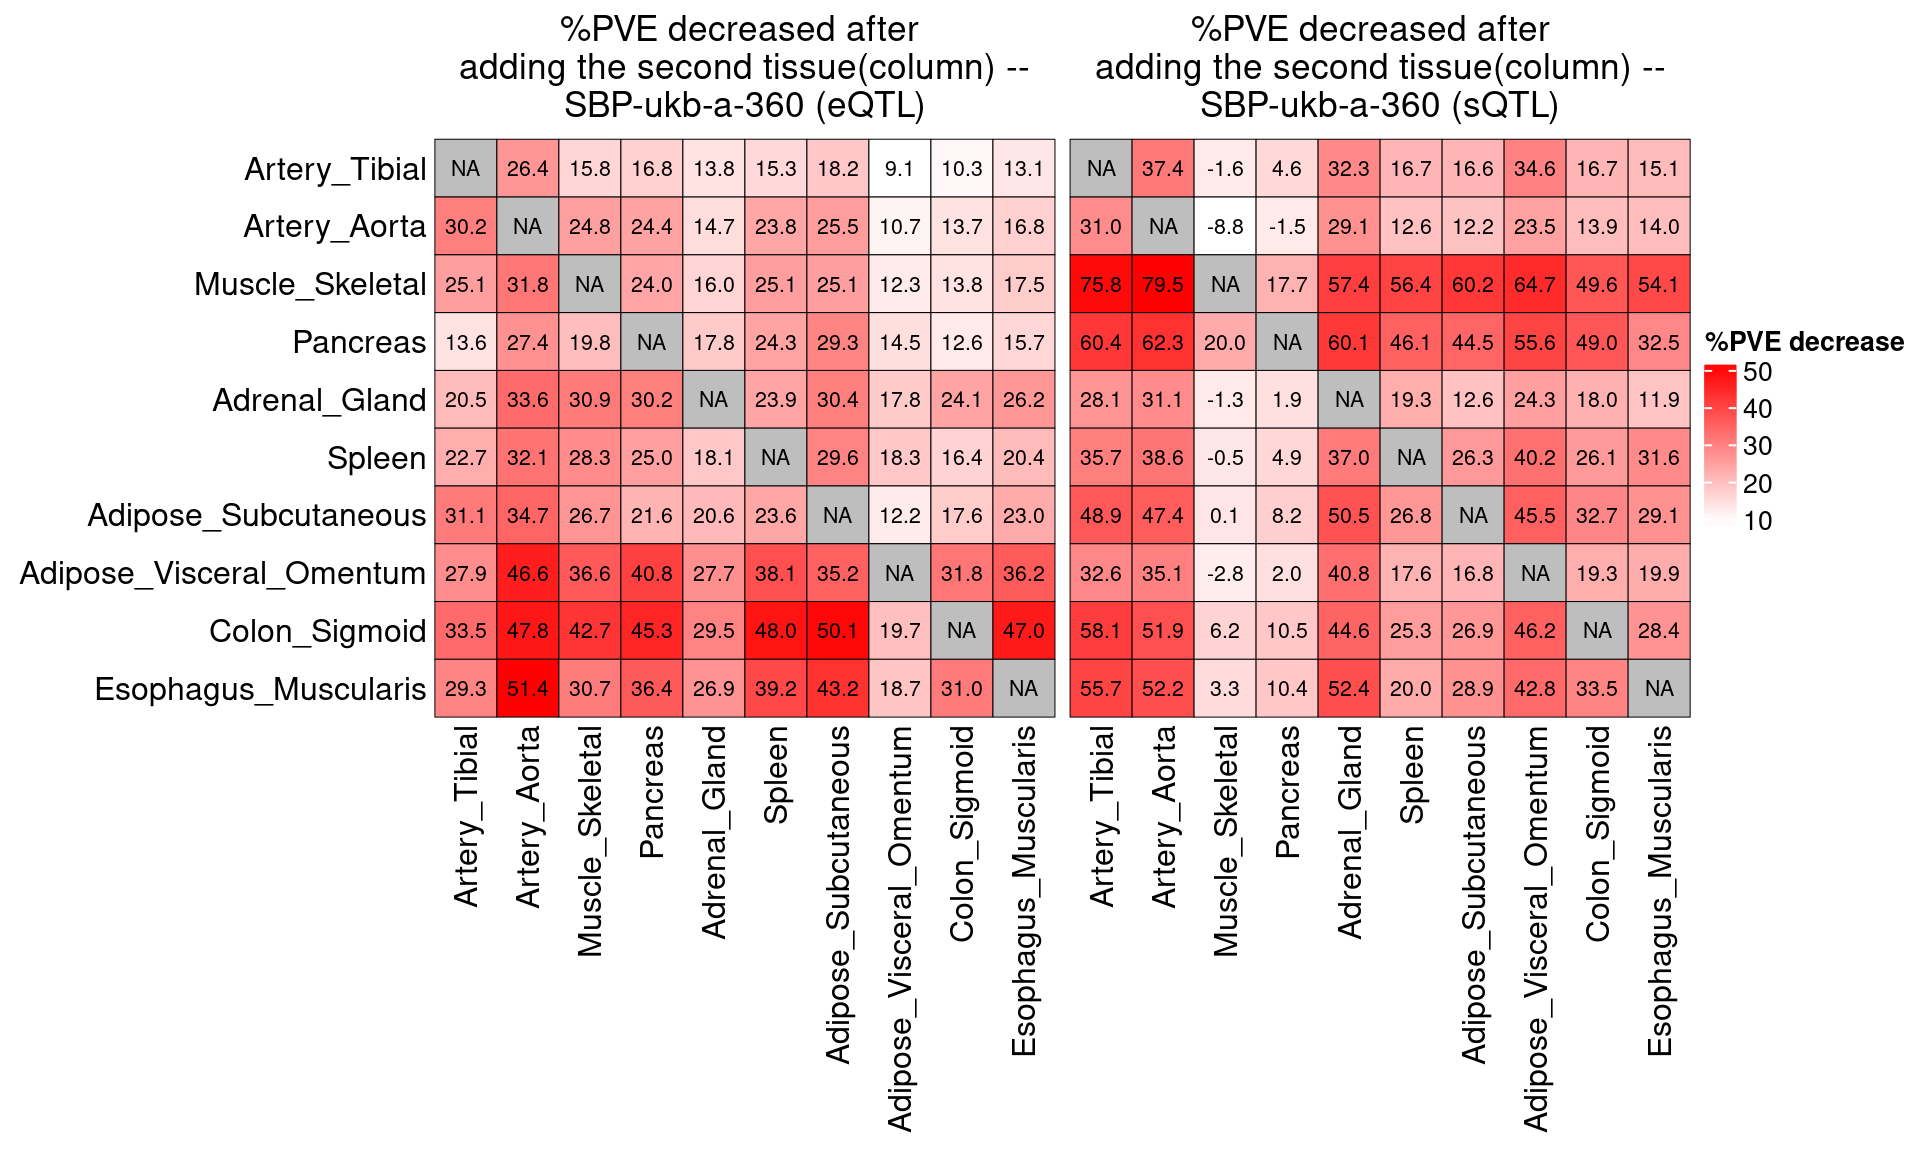 %PVE decreased after
adding the second tissue(column) --
SBP-ukb-a-360 (eQTL)
%PVE decreased after
adding the second tissue(column) --
SBP-ukb-a-360 (sQTL)
Artery_Tibial NA 26.4 15.8 16.8 13.8 15.3 18.2 9.1 10.3 13.1 NA 37.4 -1.6 4.6 32.3 16.7 16.6 34.6 16.7 15.1
Artery_Aorta 30.2 NA 24.8 24.4 14.7 23.8 25.5 10.7 13.7 16.8 31.0 NA -8.8 -1.5 29.1 12.6 12.2 23.5 13.9 14.0
Muscle_Skeletal 25.1 31.8 NA 24.0 16.0 25.1 25.1 12.3 13.8 17.5 75.8 79.5 NA 17.7 57.4 56.4 60.2 64.7 49.6 54.1
Pancreas 13.6 27.4 19.8 NA 17.8 24.3 29.3 14.5 12.6 15.7 60.4 62.3 20.0 NA 60.1 46.1 44.5 55.6 49.0 32.5
Adrenal_Gland 20.5 33.6 30.9 30.2 NA 23.9 30.4 17.8 24.1 26.2 28.1 31.1 -1.3 1.9 NA 19.3 12.6 24.3 18.0 11.9
Spleen 22.7 32.1 28.3 25.0 18.1 NA 29.6 18.3 16.4 20.4 35.7 38.6 -0.5 4.9 37.0 NA 26.3 40.2 26.1 31.6
Adipose_Subcutaneous 31.1 34.7 26.7 21.6 20.6 23.6 NA 12.2 17.6 23.0 48.9 47.4 0.1 8.2 50.5 26.8 NA 45.5 32.7 29.1
Adipose_Visceral_Omentum 27.9 46.6 36.6 40.8 27.7 38.1 35.2 NA 31.8 36.2 32.6 35.1 -2.8 2.0 40.8 17.6 16.8 NA 19.3 19.9
Colon_Sigmoid 33.5 47.8 42.7 45.3 29.5 48.0 50.1 19.7 NA 47.0 58.1 51.9 6.2 10.5 44.6 25.3 26.9 46.2 NA 28.4
Esophagus_Muscularis 29.3 51.4 30.7 36.4 26.9 39.2 43.2 18.7 31.0 NA 55.7 52.2 3.3 10.4 52.4 20.0 28.9 42.8 33.5 NA
Artery_Tibial
Artery_Aorta
Muscle_Skeletal
Pancreas
Adrenal_Gland
Spleen
Adipose_Subcutaneous
Adipose_Visceral_Omentum
Colon_Sigmoid
Esophagus_Muscularis
Artery_Tibial
Artery_Aorta
Muscle_Skeletal
Pancreas
Adrenal_Gland
Spleen
Adipose_Subcutaneous
Adipose_Visceral_Omentum
Colon_Sigmoid
Esophagus_Muscularis
%PVE decrease
50
40
30
20
10